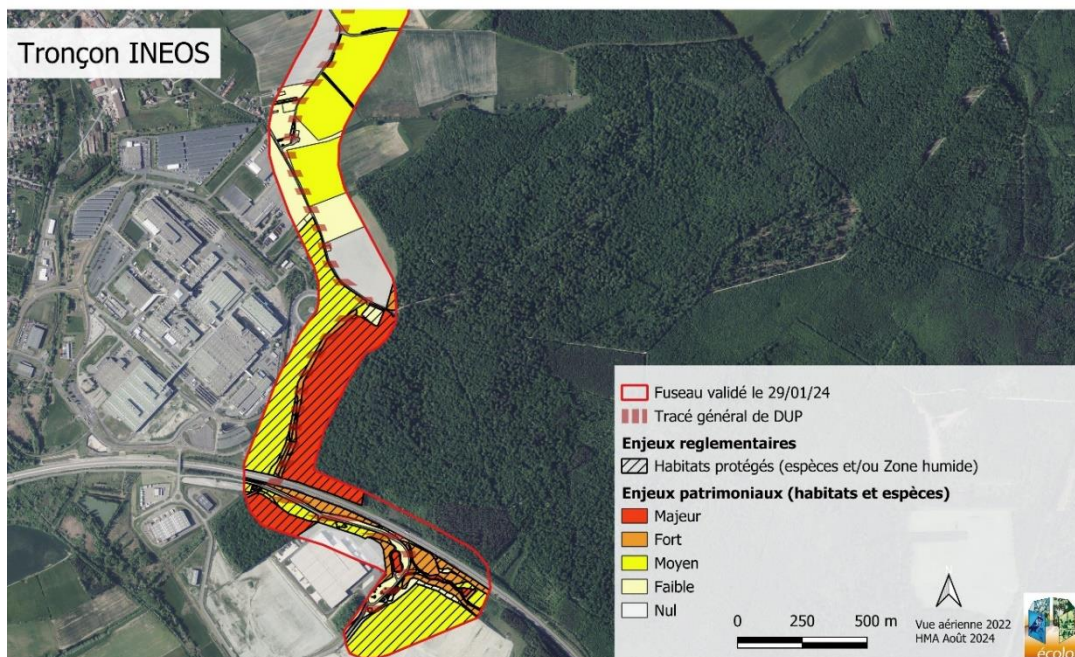 Tronçon INEOS
Fuseau validé le 29/01/24
Tracé général de DUP
Enjeux reglementaires
Habitats protégés (espèces et/ou Zone humide)
Enjeux patrimoniaux (habitats et espèces)
Majeur
Fort
Moyen
Faible
Nul
N
0 250 500 m
Vue aérienne 2022
HMA Août 2024
écolor